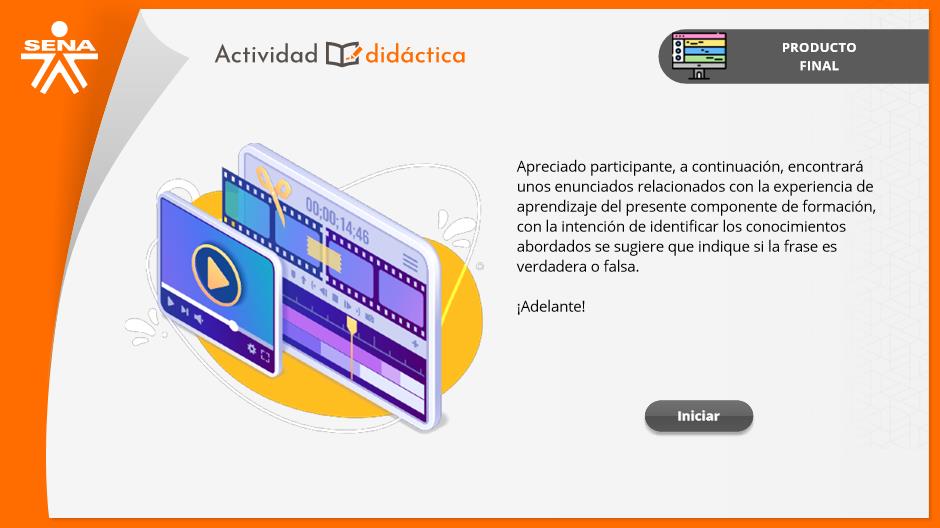 SENA
Actividad didáctica
PRODUCTO
FINAL
00;00;14;46
Apreciado participante, a continuación, encontrará
unos enunciados relacionados con la experiencia de
aprendizaje del presente componente de formación,
con la intención de identificar los conocimientos
abordados se sugiere que indique si la frase es
verdadera o falsa.
¡Adelante!
Iniciar